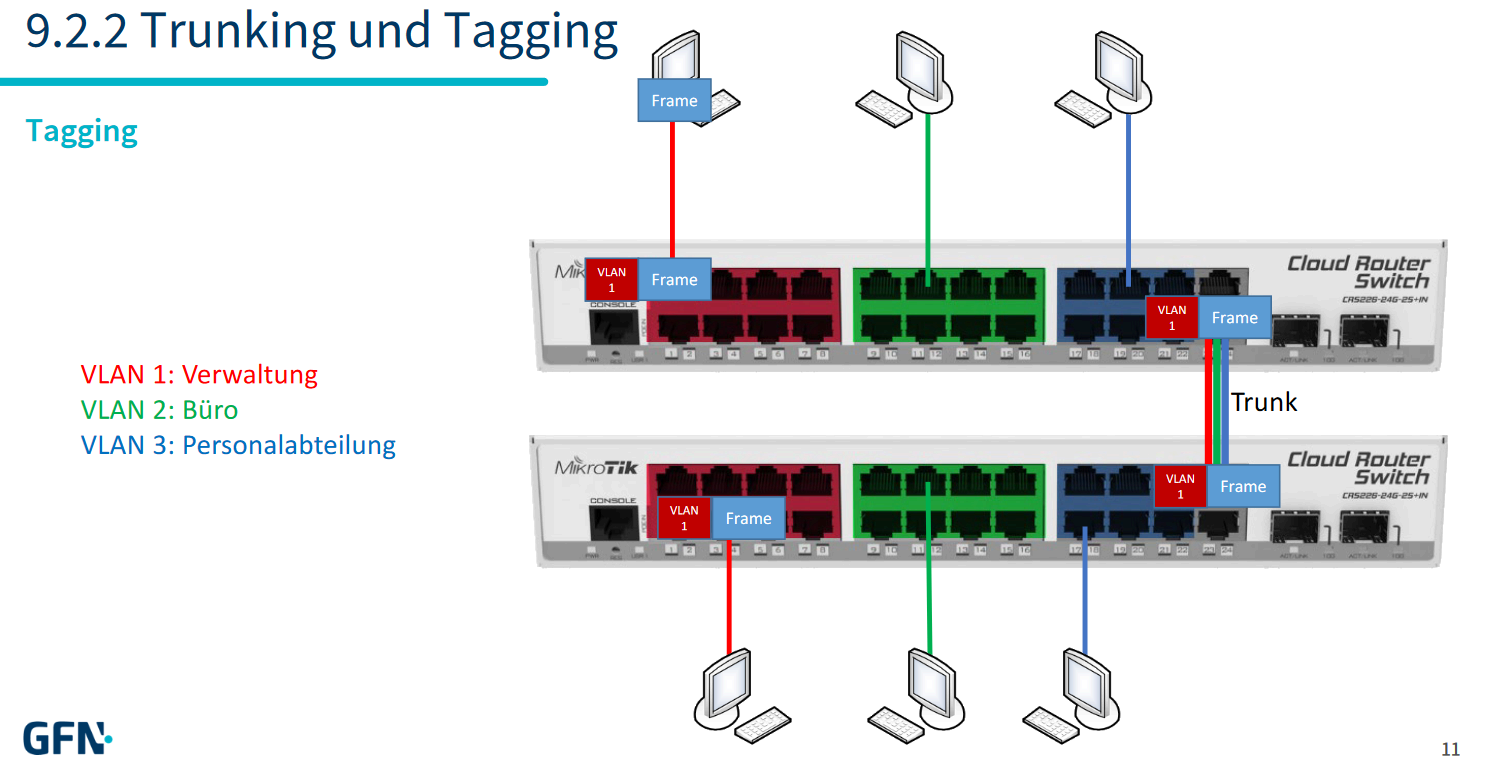 9.2.2 Trunking und Tagging
Tagging
Frame
VLAN 1: Verwaltung
VLAN 2: Büro
VLAN 3: Personalabteilung
VLAN
1
Frame
CONSOLE
Cloud Router
Switch
CRS226-24G-2S+IN
VLAN
1
Frame
1 2 3 4 5 6 7 8
9 10 11 12 13 14 15 16
17 18 19 20 21 22
Trunk
MikroTik
CONSOLE
Cloud Router
Switch
CRS226-24G-2S+IN
VLAN
1
Frame
VLAN
1
Frame
1 2 3 4 5 6 7 8
9 10 11 12 13 14 15 16
17 18 19 20 21 22 23 24
GFN
11